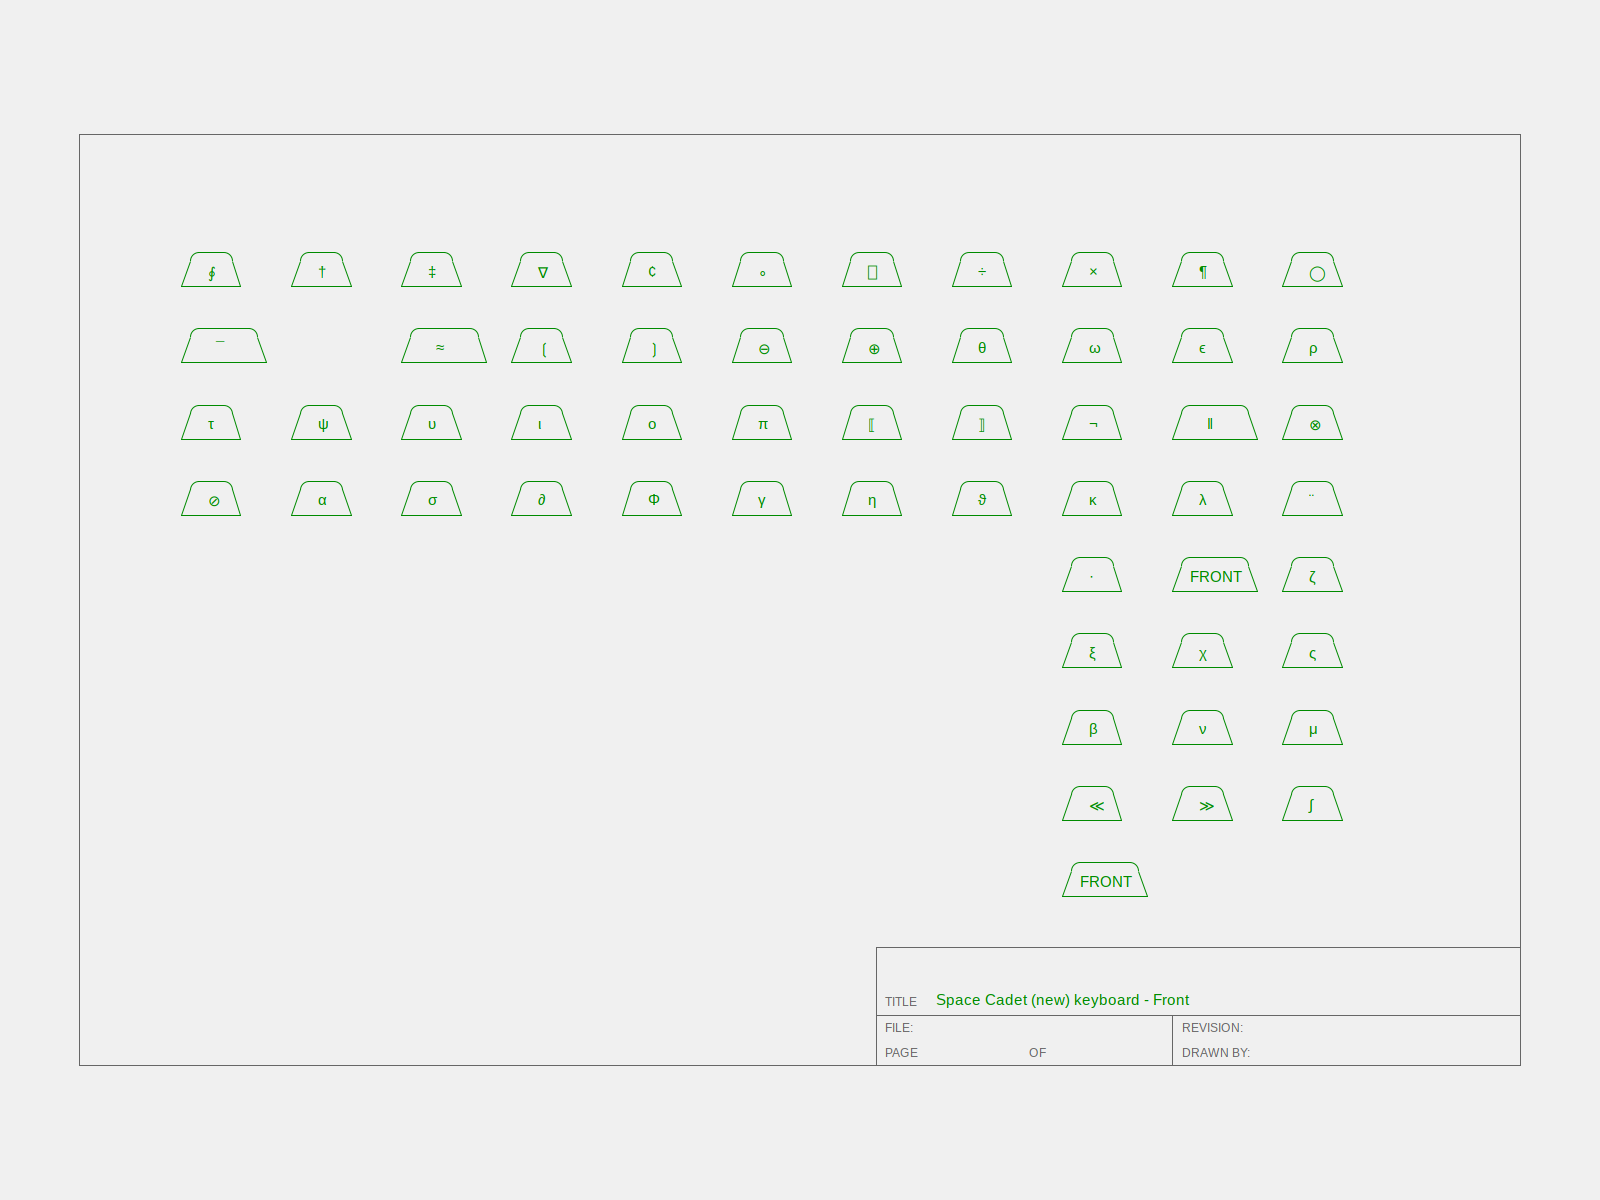 ∮ † ‡ ∇ ¢ ∘ ÷ × ¶ ◯
¯ ≈ ❲ ❳ ⊖ ⊕ θ ω ϵ ρ
τ ψ υ ι ο π ⟦ ⟧ ¬ ‖ ⊗
⊘ α σ ∂ Φ γ η ϑ κ λ ¨
· FRONT ζ
ξ χ ς
β ν μ
≪ ≫ ∫
FRONT
TITLE Space Cadet (new) keyboard - Front
FILE: REVISION:
PAGE OF DRAWN BY: